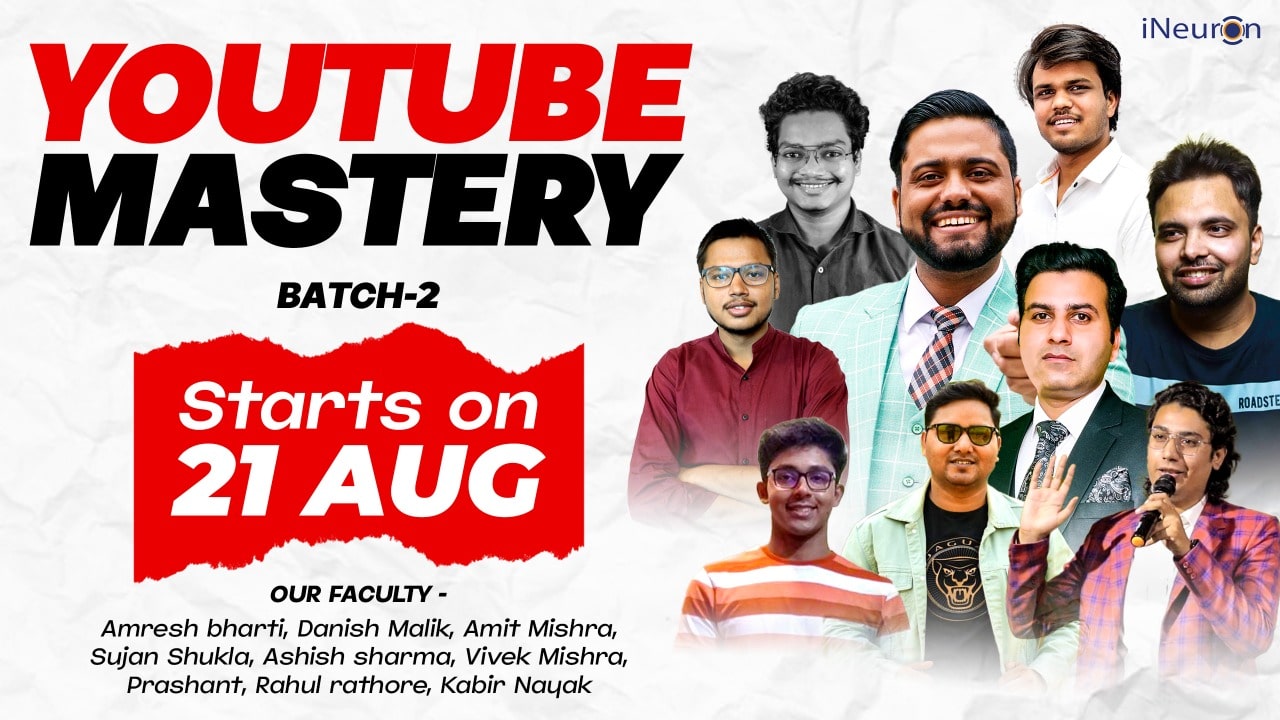 iNeuron
YOUTUBE
MASTERY
BATCH-2
Starts on
21 AUG
OUR FACULTY -
Amresh bharti, Danish Malik, Amit Mishra,
Sujan Shukla, Ashish sharma, Vivek Mishra,
Prashant, Rahul rathore, Kabir Nayak
ROADSTE
AGU